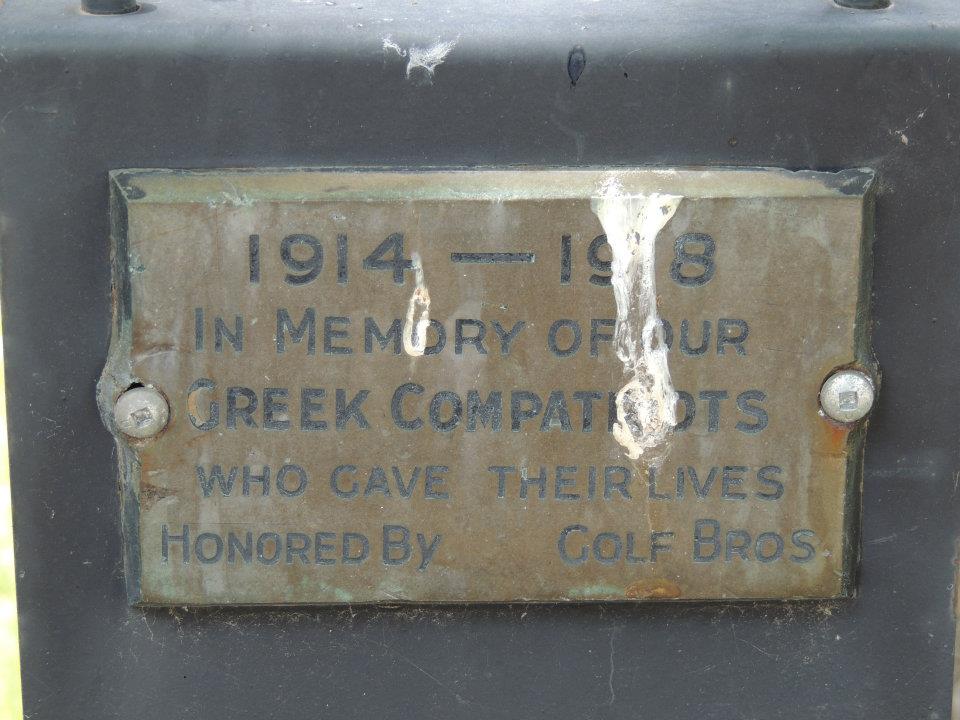 1914 — 1918
IN MEMORY OF OUR
GREEK COMPATRIOTS
WHO GAVE THEIR LIVES
HONORED BY GOLF BROS